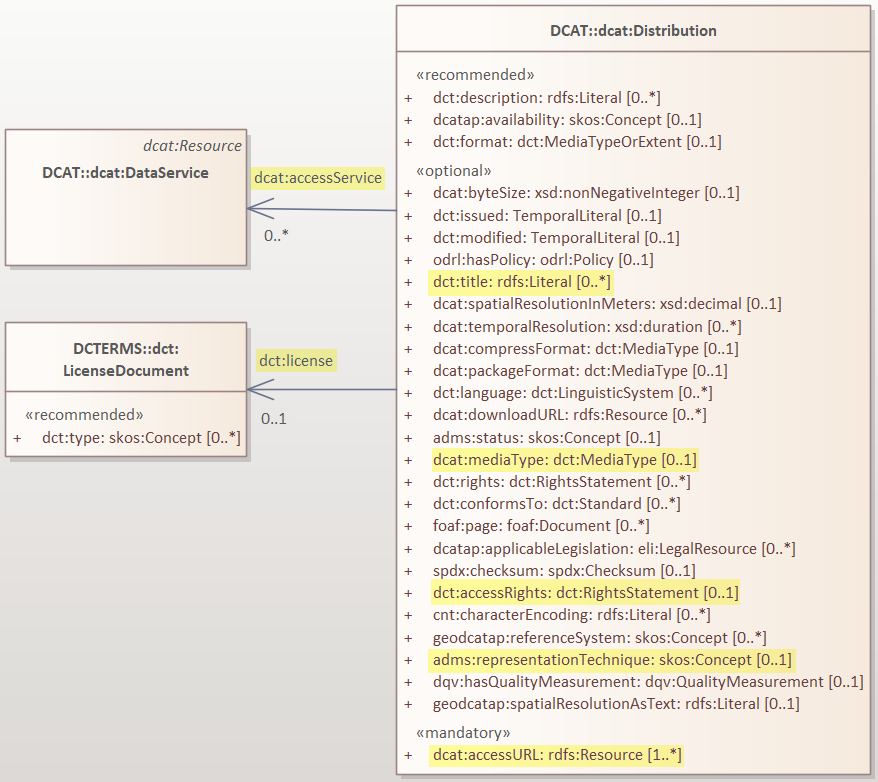 DCAT::dcat:Distribution
«recommended»
+ dct:description: rdfs:Literal [0..*]
+ dcatap:availability: skos:Concept [0..1]
+ dct:format: dct:MediaTypeOrExtent [0..1]
«optional»
+ dcat:byteSize: xsd:nonNegativeInteger [0..1]
+ dct:issued: TemporalLiteral [0..1]
+ dct:modified: TemporalLiteral [0..1]
+ odrl:hasPolicy: odrl:Policy [0..1]
+ dct:title: rdfs:Literal [0..*]
+ dcat:spatialResolutionInMeters: xsd:decimal [0..1]
+ dcat:temporalResolution: xsd:duration [0..*]
+ dcat:compressFormat: dct:MediaType [0..1]
+ dcat:packageFormat: dct:MediaType [0..1]
+ dct:language: dct:LinguisticSystem [0..*]
+ dcat:downloadURL: rdfs:Resource [0..*]
+ adms:status: skos:Concept [0..1]
+ dcat:mediaType: dct:MediaType [0..1]
+ dct:rights: dct:RightsStatement [0..*]
+ dct:conformsTo: dct:Standard [0..*]
+ foaf:page: foaf:Document [0..*]
+ dcatap:applicableLegislation: eli:LegalResource [0..*]
+ spdx:checksum: spdx:Checksum [0..1]
+ dct:accessRights: dct:RightsStatement [0..1]
+ cnt:characterEncoding: rdfs:Literal [0..*]
+ geodcatap:referenceSystem: skos:Concept [0..*]
+ adms:representationTechnique: skos:Concept [0..1]
+ dqv:hasQualityMeasurement: dqv:QualityMeasurement [0..1]
+ geodcatap:spatialResolutionAsText: rdfs:Literal [0..1]
«mandatory»
+ dcat:accessURL: rdfs:Resource [1..*]
dcat:Resource
DCAT::dcat:DataService
dcat:accessService
0..*
DCTERMS::dct:
LicenseDocument
«recommended»
+ dct:type: skos:Concept [0..*]
dct:license
0..1